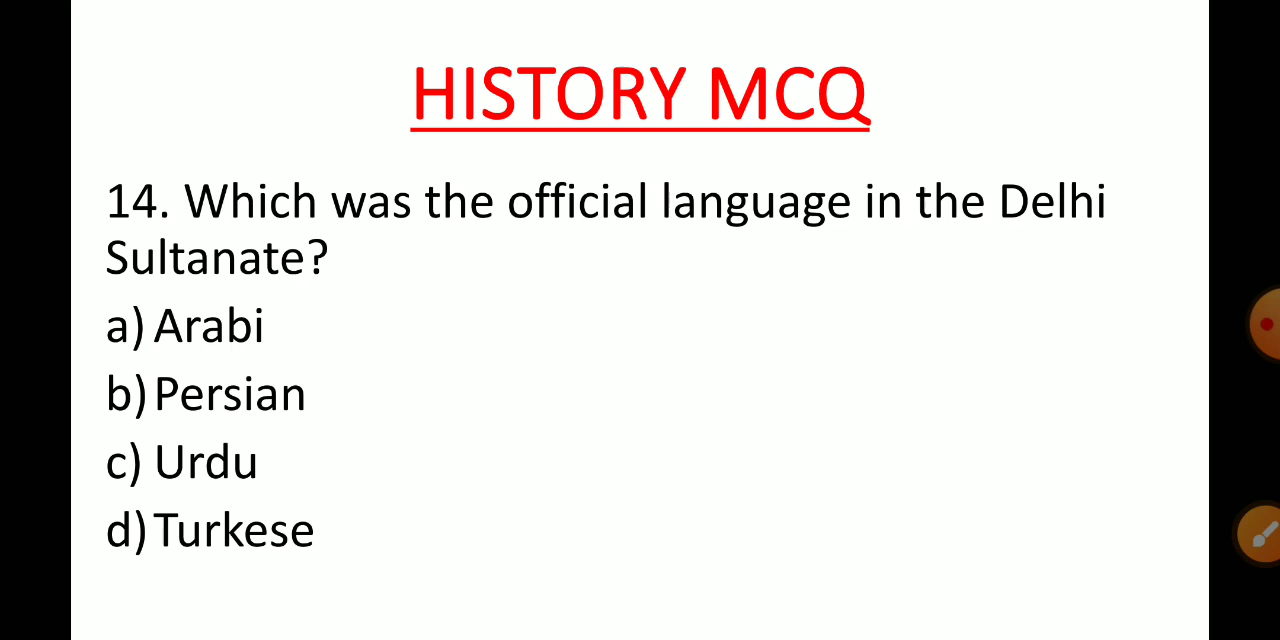 HISTORY MCQ
14. Which was the official language in the Delhi
Sultanate?
a) Arabi
b) Persian
c) Urdu
d) Turkese